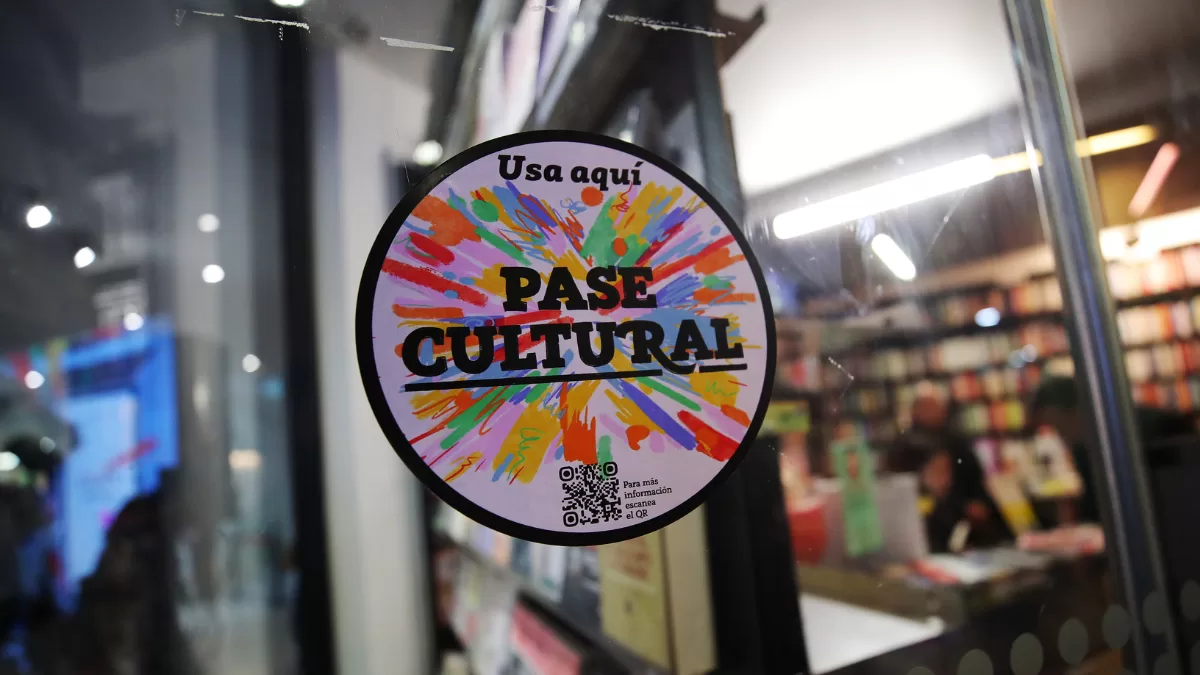 Usa aquí
PASE
CULTURAL
Para más
información
escanea
el QR